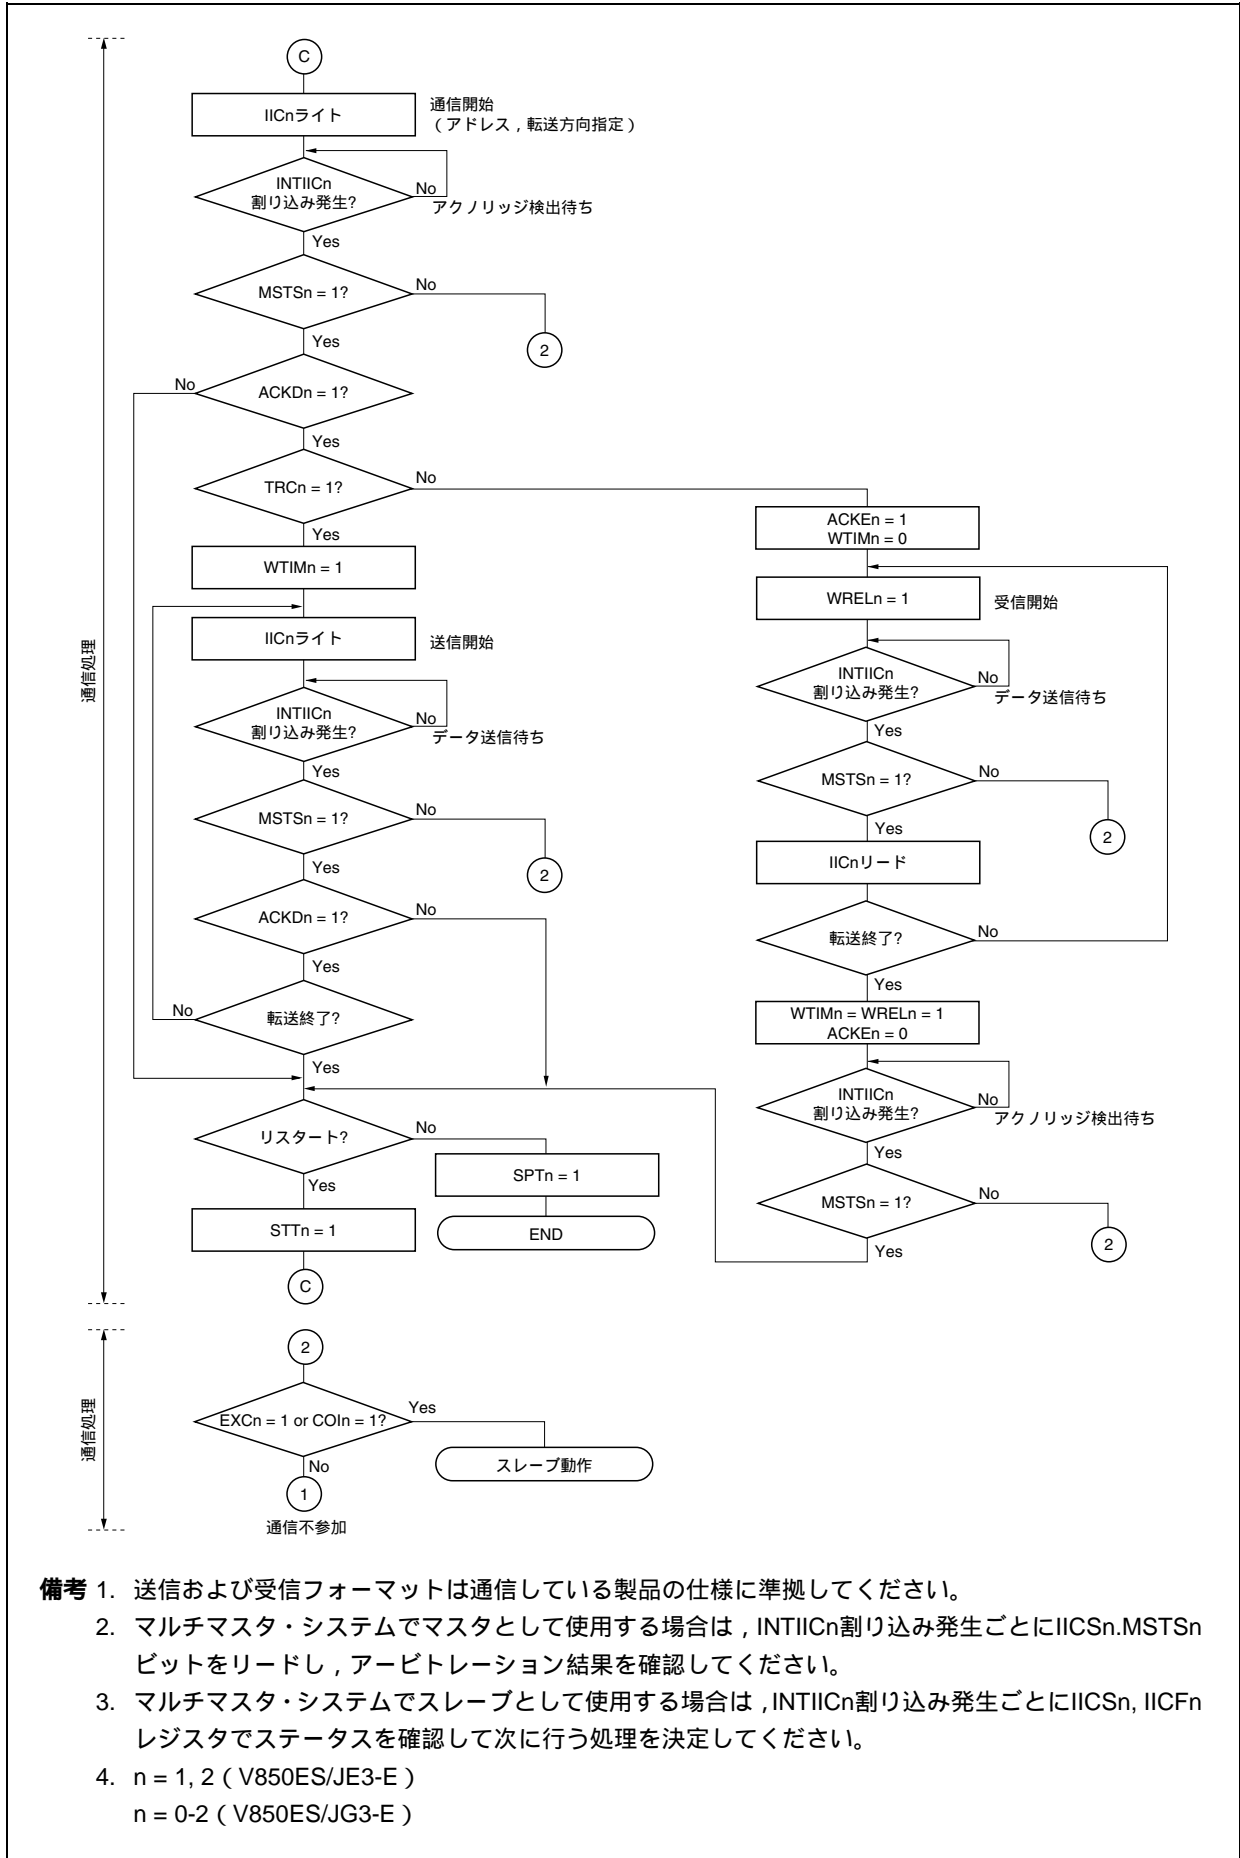 C
IICnライト
通信開始
（アドレス，転送方向指定）
INTIICn
割り込み発生?
No
アクノリッジ検出待ち
Yes
MSTSn = 1?
No
2
Yes
ACKDn = 1?
No
Yes
TRCn = 1?
No
Yes
WTIMn = 1
IICnライト
送信開始
INTIICn
割り込み発生?
No
データ送信待ち
Yes
MSTSn = 1?
No
2
Yes
ACKDn = 1?
No
Yes
転送終了?
No
Yes
リスタート?
No
Yes
SPTn = 1
END
STTn = 1
C
ACKEn = 1
WTIMn = 0
WRELn = 1
受信開始
INTIICn
割り込み発生?
No
データ送信待ち
Yes
MSTSn = 1?
No
2
Yes
IICnリード
転送終了?
No
Yes
WTIMn = WRELn = 1
ACKEn = 0
INTIICn
割り込み発生?
No
アクノリッジ検出待ち
Yes
MSTSn = 1?
No
2
Yes
通信処理
2
EXCn = 1 or COIn = 1?
Yes
スレーブ動作
No
1
通信不参加
通信処理
備考 1. 送信および受信フォーマットは通信している製品の仕様に準拠してください。
2. マルチマスタ・システムでマスタとして使用する場合は，INTIICn割り込み発生ごとにIICSn.MSTSn
ビットをリードし，アービトレーション結果を確認してください。
3. マルチマスタ・システムでスレーブとして使用する場合は，INTIICn割り込み発生ごとにIICSn, IICFn
レジスタでステータスを確認して次に行う処理を決定してください。
4. n = 1, 2（V850ES/JE3-E）
n = 0-2（V850ES/JG3-E）